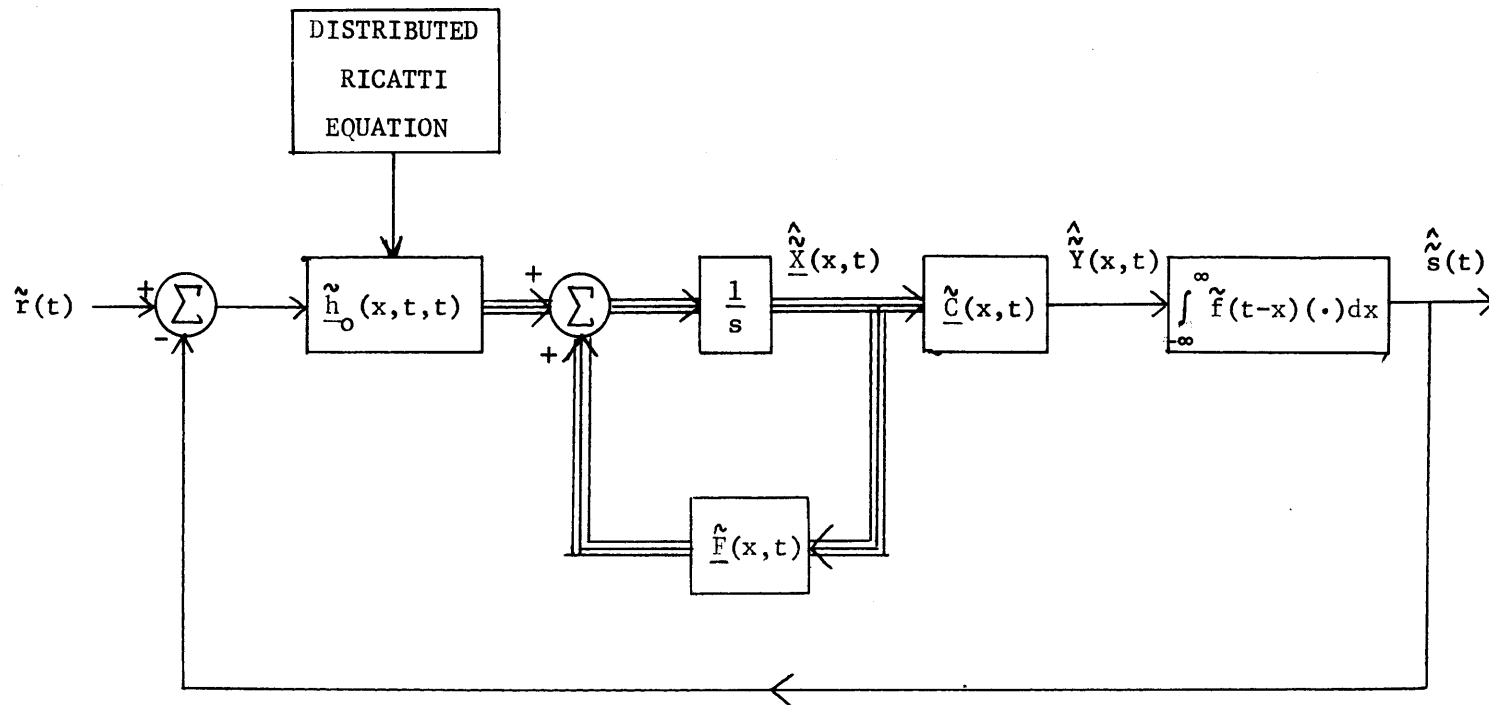 DISTRIBUTED
RICATTI
EQUATION
r̃(t)
+
Σ
-
h̲̃ₒ(x,t,t)
+
Σ
+
1/s
X̲̃̂(x,t)
C̲̃(x,t)
Ỹ̂(x,t)
∫_{-∞}^{∞} f̃(t-x)(·)dx
s̃̂(t)
F̲̃(x,t)